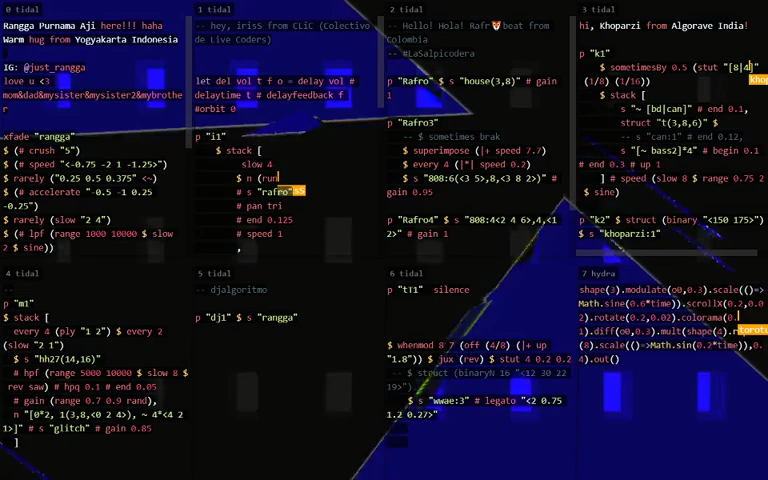 0 tidal
Rangga Purnama Aji here!!! haha
Warm hug from Yogyakarta Indonesia
IG: @just_rangga
love u <3
mom&dad&mysister&mysister2&mybrothe
r
xfade "rangga"
$ (# crush "5")
$ (# speed "<-0.75 -2 1 -1.25>")
$ rarely ("0.25 0.5 0.375" <~)
$ (# accelerate "-0.5 -1 0.25
-0.25")
$ rarely (slow "2 4")
$ (# lpf (range 1000 10000 $ slow
2 $ sine))
1 tidal
-- hey, irisS from CLiC (Colectivo
de Live Coders)
let del vol t f o = delay vol #
delaytime t # delayfeedback f
#orbit 0
p "i1"
$ stack [
slow 4
$ n (run
# s "rafro"
# pan tri
# end 0.125
# speed 1
,
2 tidal
-- Hello! Hola! Rafr🦊beat from
Colombia
-- #LaSalpicodera
p "Rafro" $ s "house(3,8)" # gain
p "Rafro3"
-- $ sometimes brak
$ superimpose (|+ speed 7.7)
$ every 4 (|*| speed 0.2)
$ s "808:6(<3 5>,8,<3 8 2>)" #
gain 0.95
p "Rafro4" $ s "808:4<2 4 6>,4,<1
2>" # gain 1
3 tidal
hi, Khoparzi from Algorave India!
p "k1"
$ sometimesBy 0.5 (stut "[8|4]"
(1/8) (1/16))
$ stack [
s "~ [bd|can]" # end 0.1,
struct "t(3,8,6)" $
-- s "can:1" # end 0.12,
s "[~ bass2]*4" # begin 0.1
# end 0.3 # up 1
] # speed (slow 8 $ range 0.75 2
$ sine)
p "k2" $ struct (binary "<150 175>")
$ s "khoparzi:1"
4 tidal
--
p "m1"
$ stack [
every 4 (ply "1 2") $ every 2
(slow "2 1")
$ s "hh27(14,16)"
# hpf (range 5000 10000 $ slow 8 $
rev saw) # hpq 0.1 # end 0.05
# gain (range 0.7 0.9 rand),
n "[0*2, 1(3,8,<0 2 4>), ~ 4*<4 2
1>]" # s "glitch" # gain 0.85
]
5 tidal
-- djalgoritmo
p "dj1" $ s "rangga"
6 tidal
p "tT1" silence
$ whenmod 8 7 (off (4/8) (|+ up
"1.8")) $ jux (rev) $ stut 4 0.2 0.2
-- $ struct (binaryN 16 "<12 30 22
19>")
$ s "wwae:3" # legato "<2 0.75
1.2 0.27>"
7 hydra
shape(3).modulate(o0,0.3).scale(()=>
Math.sine(0.6*time)).scrollX(0.2,0.0
2).rotate(0.2,0.02).colorama(0.
1).diff(o0,0.3).mult(shape(4).r
(8).scale(()=>Math.sin(0.2*time)),0.
4).out()